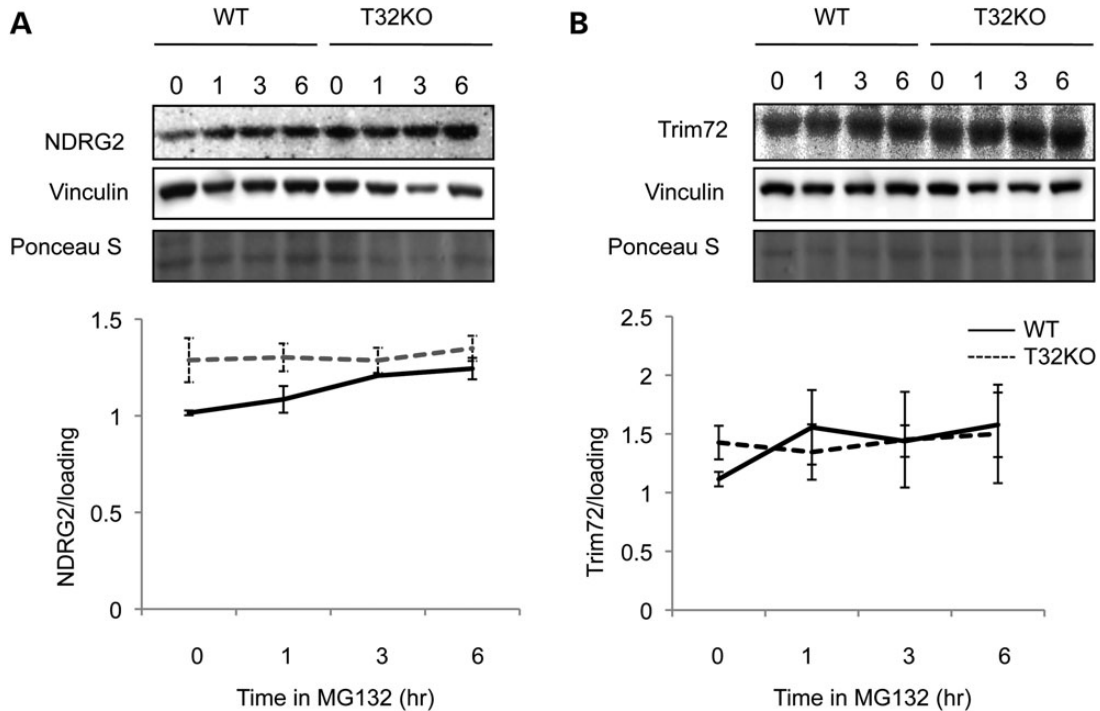 A
WT T32KO
0 1 3 6 0 1 3 6
NDRG2
Vinculin
Ponceau S
1.5
1
0.5
0
NDRG2/loading
0 1 3 6
Time in MG132 (hr)
B
WT T32KO
0 1 3 6 0 1 3 6
Trim72
Vinculin
Ponceau S
2.5
2
1.5
1
0.5
0
Trim72/loading
WT
T32KO
0 1 3 6
Time in MG132 (hr)